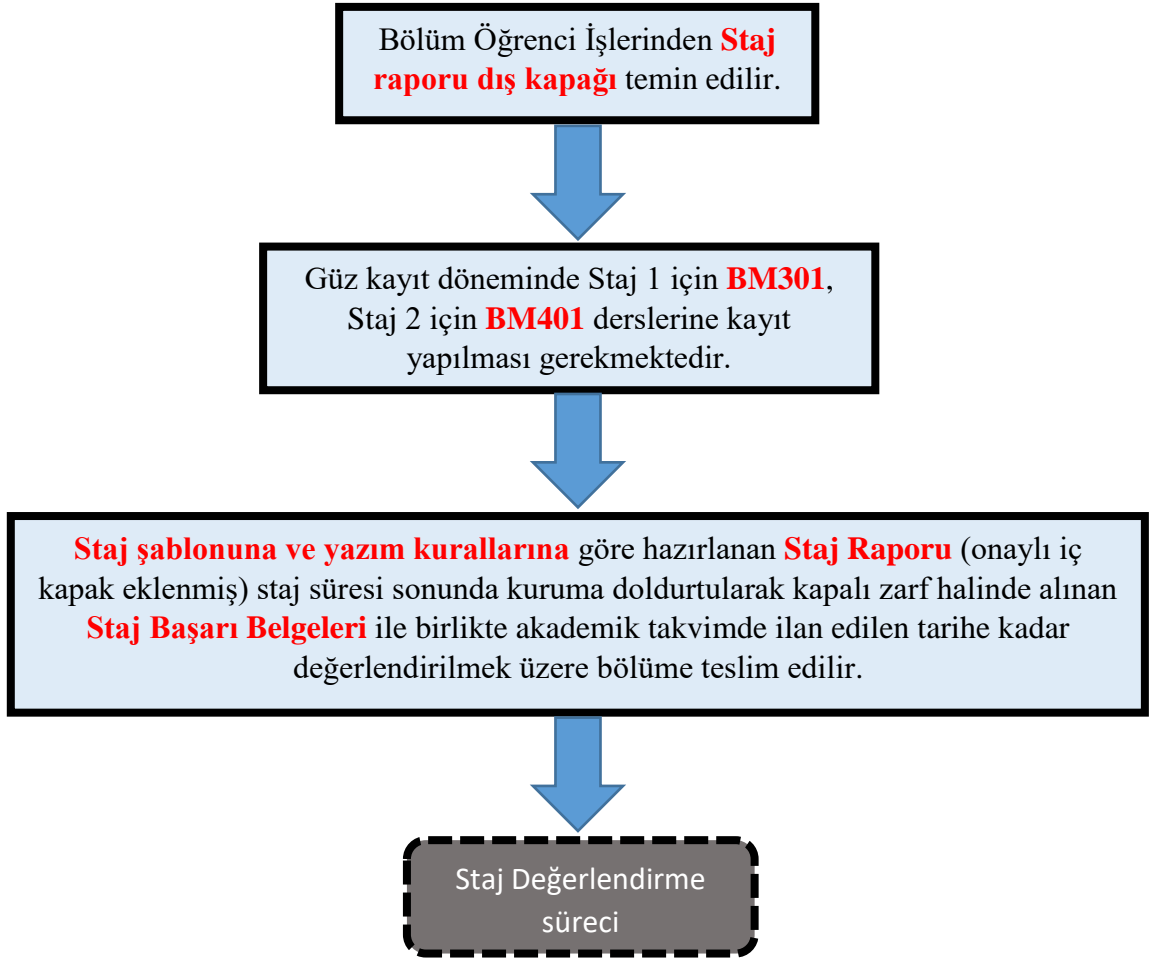 Bölüm Öğrenci İşlerinden Staj
raporu dış kapağı temin edilir.
Güz kayıt döneminde Staj 1 için BM301,
Staj 2 için BM401 derslerine kayıt
yapılması gerekmektedir.
Staj şablonuna ve yazım kurallarına göre hazırlanan Staj Raporu (onaylı iç
kapak eklenmiş) staj süresi sonunda kuruma doldurtularak kapalı zarf halinde alınan
Staj Başarı Belgeleri ile birlikte akademik takvimde ilan edilen tarihe kadar
değerlendirilmek üzere bölüme teslim edilir.
Staj Değerlendirme
süreci